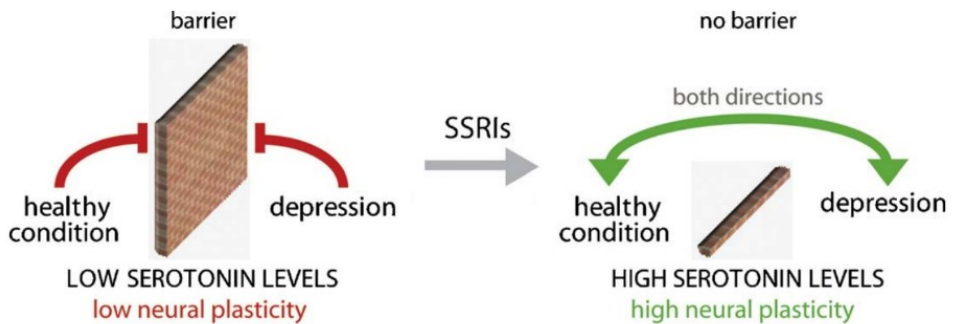 barrier
no barrier
both directions
SSRIs
healthy
condition
depression
healthy
condition
depression
LOW SEROTONIN LEVELS
low neural plasticity
HIGH SEROTONIN LEVELS
high neural plasticity